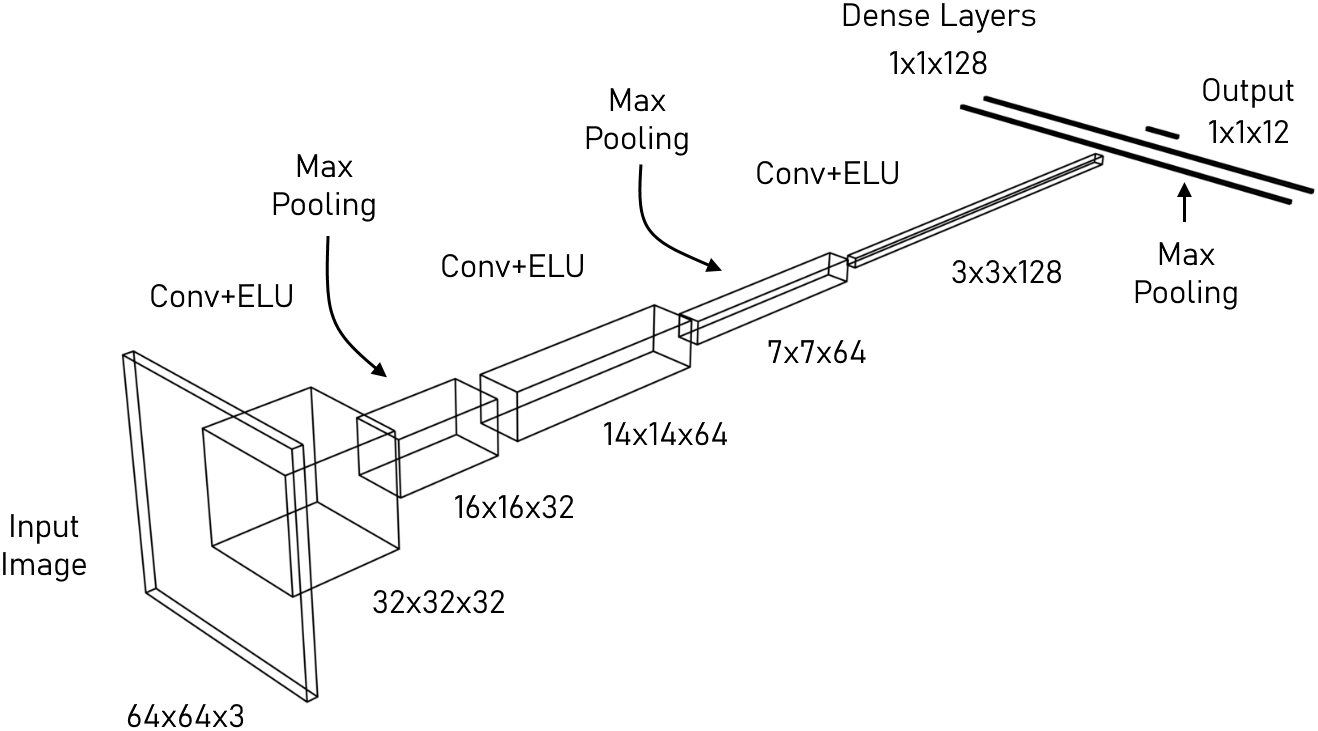 Dense Layers
1x1x128
Output
1x1x12
Max
Pooling
Max
Pooling
Conv+ELU
Conv+ELU
Conv+ELU
Max
Pooling
3x3x128
7x7x64
14x14x64
16x16x32
32x32x32
Input
Image
64x64x3